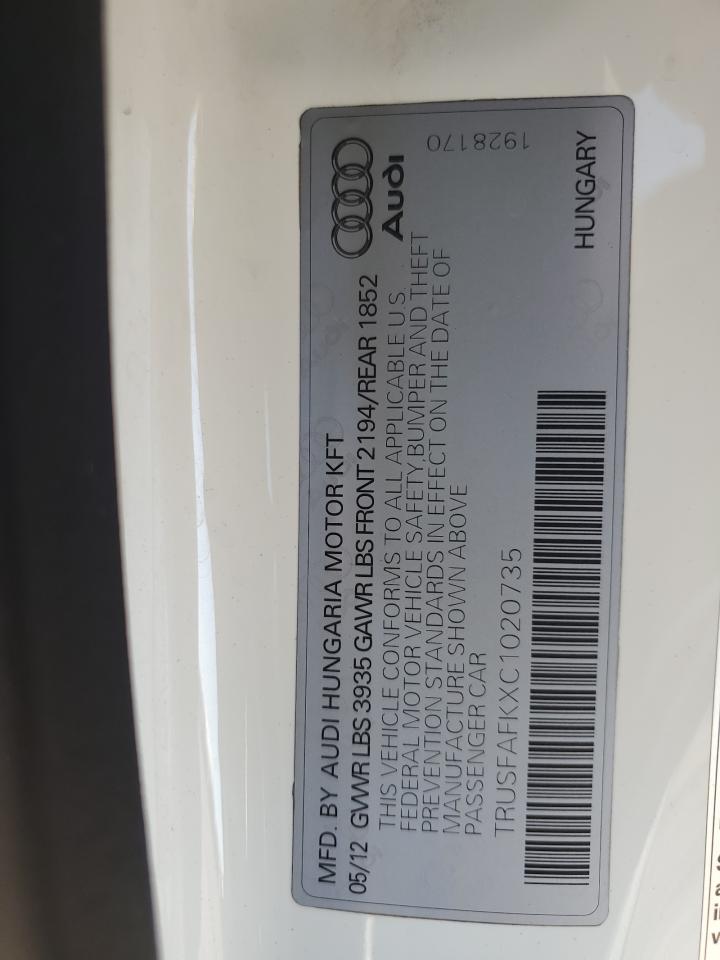 MFD. BY AUDI HUNGARIA MOTOR KFT
05/12 GVWR LBS 3935 GAWR LBS FRONT 2194/REAR 1852
THIS VEHICLE CONFORMS TO ALL APPLICABLE U.S.
FEDERAL MOTOR VEHICLE SAFETY,BUMPER AND THEFT
PREVENTION STANDARDS IN EFFECT ON THE DATE OF
MANUFACTURE SHOWN ABOVE
PASSENGER CAR
TRUSFAFKXC1020735
Audi
1928170
HUNGARY